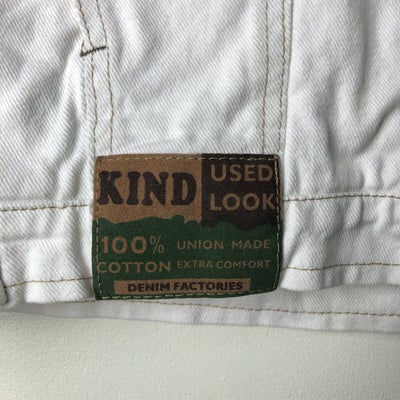 KIND
USED
LOOK
100%
COTTON
UNION MADE
EXTRA COMFORT
DENIM FACTORIES